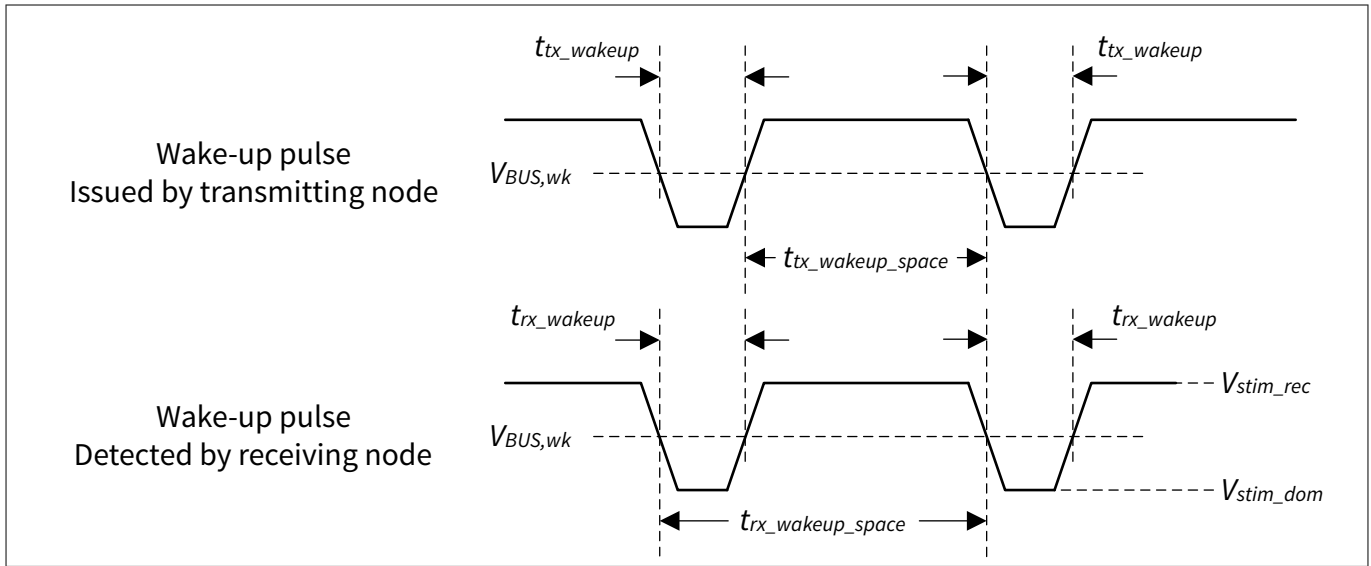 t_tx_wakeup t_tx_wakeup
Wake-up pulse
Issued by transmitting node
V_BUS,wk
t_tx_wakeup_space
t_rx_wakeup t_rx_wakeup
V_stim_rec
Wake-up pulse
Detected by receiving node
V_BUS,wk
V_stim_dom
t_rx_wakeup_space